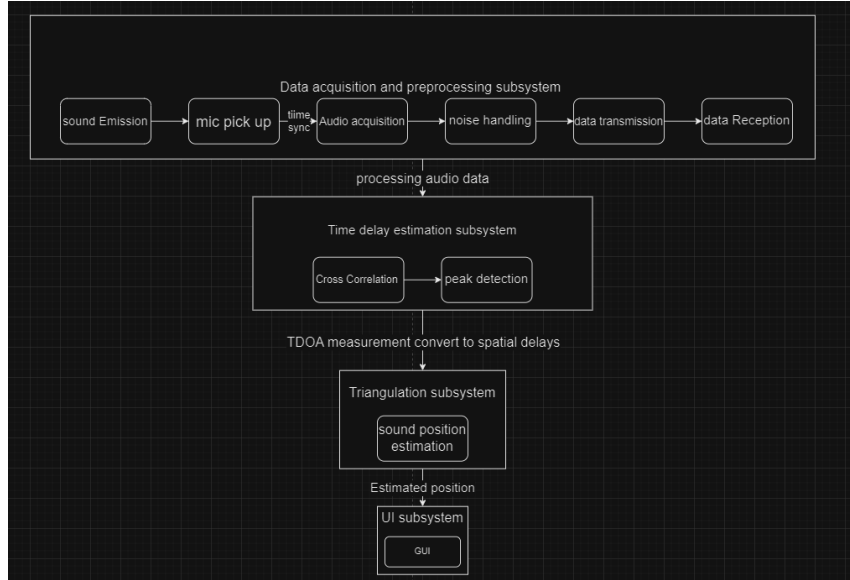 Data acquisition and preprocessing subsystem
sound Emission
mic pick up
tiime
sync
Audio acquisition
noise handling
data transmission
data Reception
processing audio data
Time delay estimation subsystem
Cross Correlation
peak detection
TDOA measurement convert to spatial delays
Triangulation subsystem
sound position
estimation
Estimated position
UI subsystem
GUI